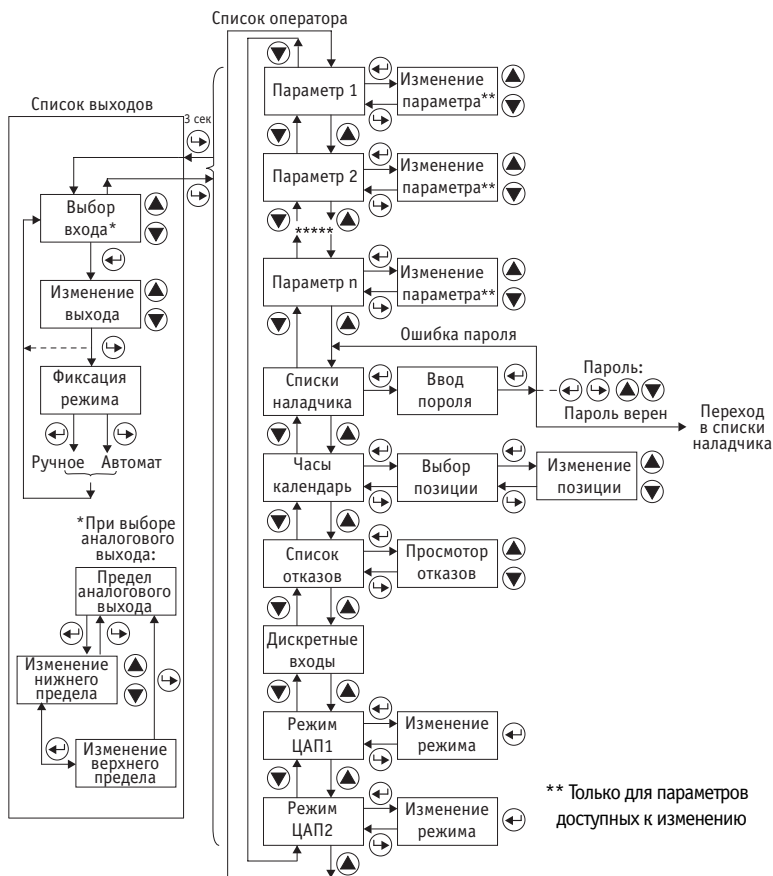 Список оператора
Параметр 1
Изменение
параметра**
Параметр 2
Изменение
параметра**
*****
Параметр n
Изменение
параметра**
Ошибка пароля
Списки
наладчика
Ввод
пороля
Пароль:
Пароль верен
Переход
в списки
наладчика
Часы
календарь
Выбор
позиции
Изменение
позиции
Список
отказов
Просмотор
отказов
Дискретные
входы
Режим
ЦАП1
Изменение
режима
Режим
ЦАП2
Изменение
режима
** Только для параметров
доступных к изменению
Список выходов
3 сек
Выбор
входа*
Изменение
выхода
Фиксация
режима
Ручное
Автомат
*При выборе
аналогового
выхода:
Предел
аналогового
выхода
Изменение
нижнего
предела
Изменение
верхнего
предела